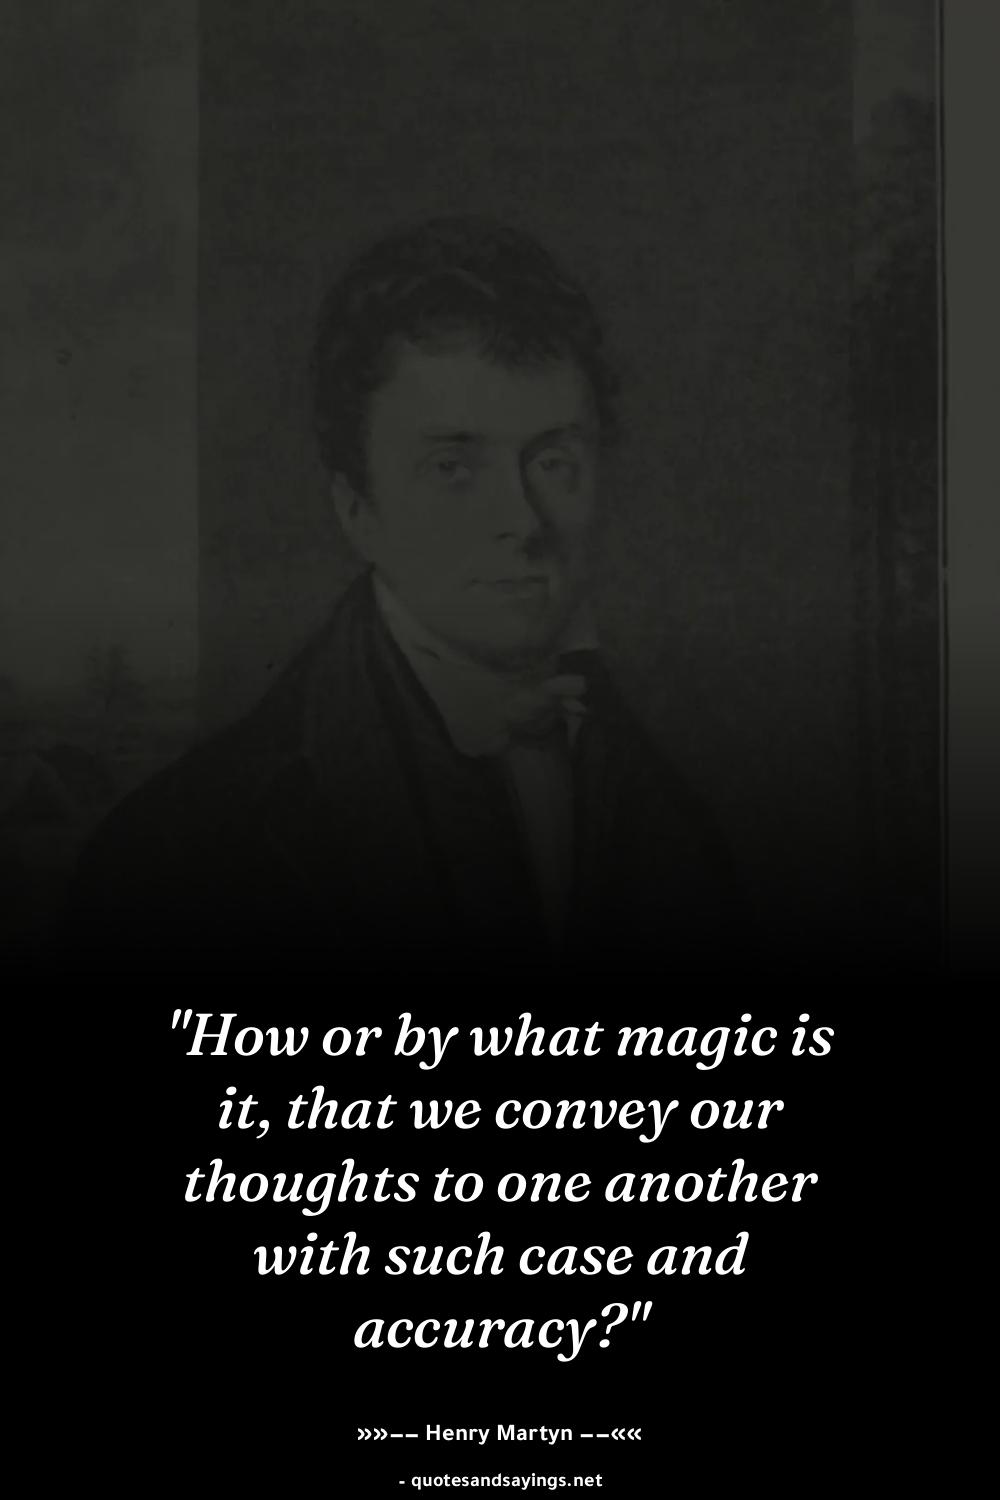 "How or by what magic is
it, that we convey our
thoughts to one another
with such case and
accuracy?"
»»–– Henry Martyn ––««
- quotesandsayings.net